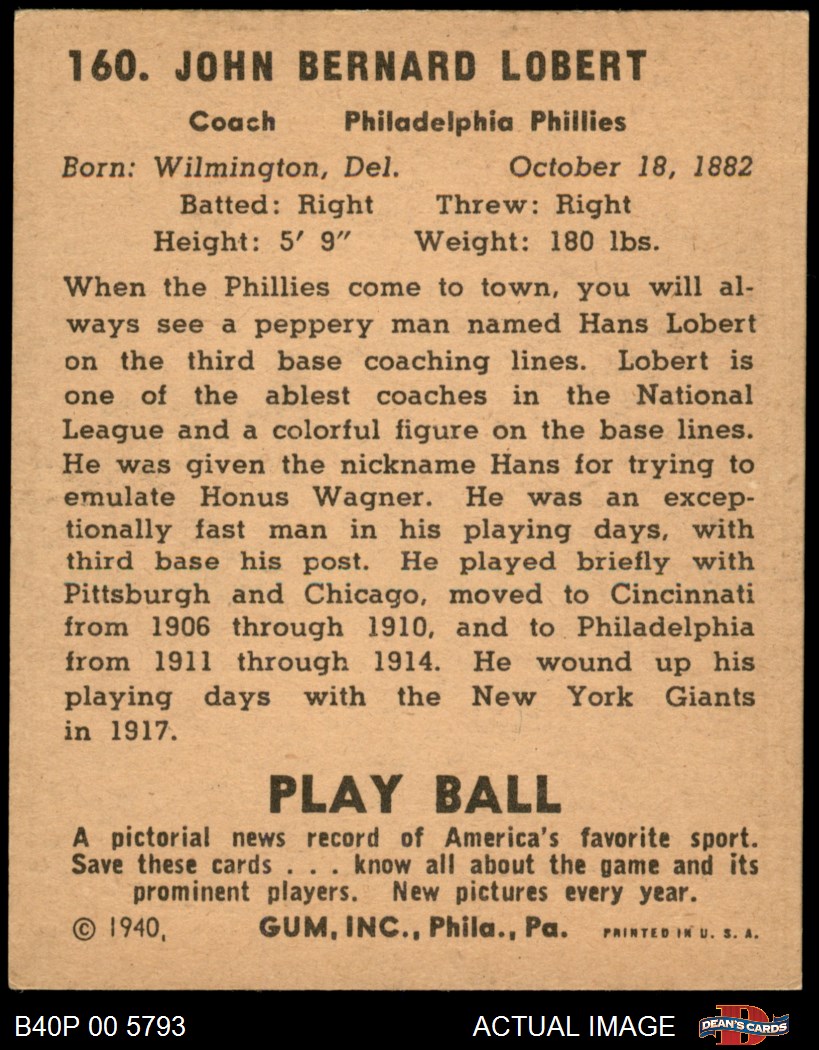 160. JOHN BERNARD LOBERT
Coach Philadelphia Phillies
Born: Wilmington, Del. October 18, 1882
Batted: Right Threw: Right
Height: 5′ 9″ Weight: 180 lbs.
When the Phillies come to town, you will al-
ways see a peppery man named Hans Lobert
on the third base coaching lines. Lobert is
one of the ablest coaches in the National
League and a colorful figure on the base lines.
He was given the nickname Hans for trying to
emulate Honus Wagner. He was an excep-
tionally fast man in his playing days, with
third base his post. He played briefly with
Pittsburgh and Chicago, moved to Cincinnati
from 1906 through 1910, and to Philadelphia
from 1911 through 1914. He wound up his
playing days with the New York Giants
in 1917.
PLAY BALL
A pictorial news record of America's favorite sport.
Save these cards . . . know all about the game and its
prominent players. New pictures every year.
© 1940, GUM, INC., Phila., Pa. PRINTED IN U. S. A.
B40P 00 5793 ACTUAL IMAGE D DEAN'S CARDS